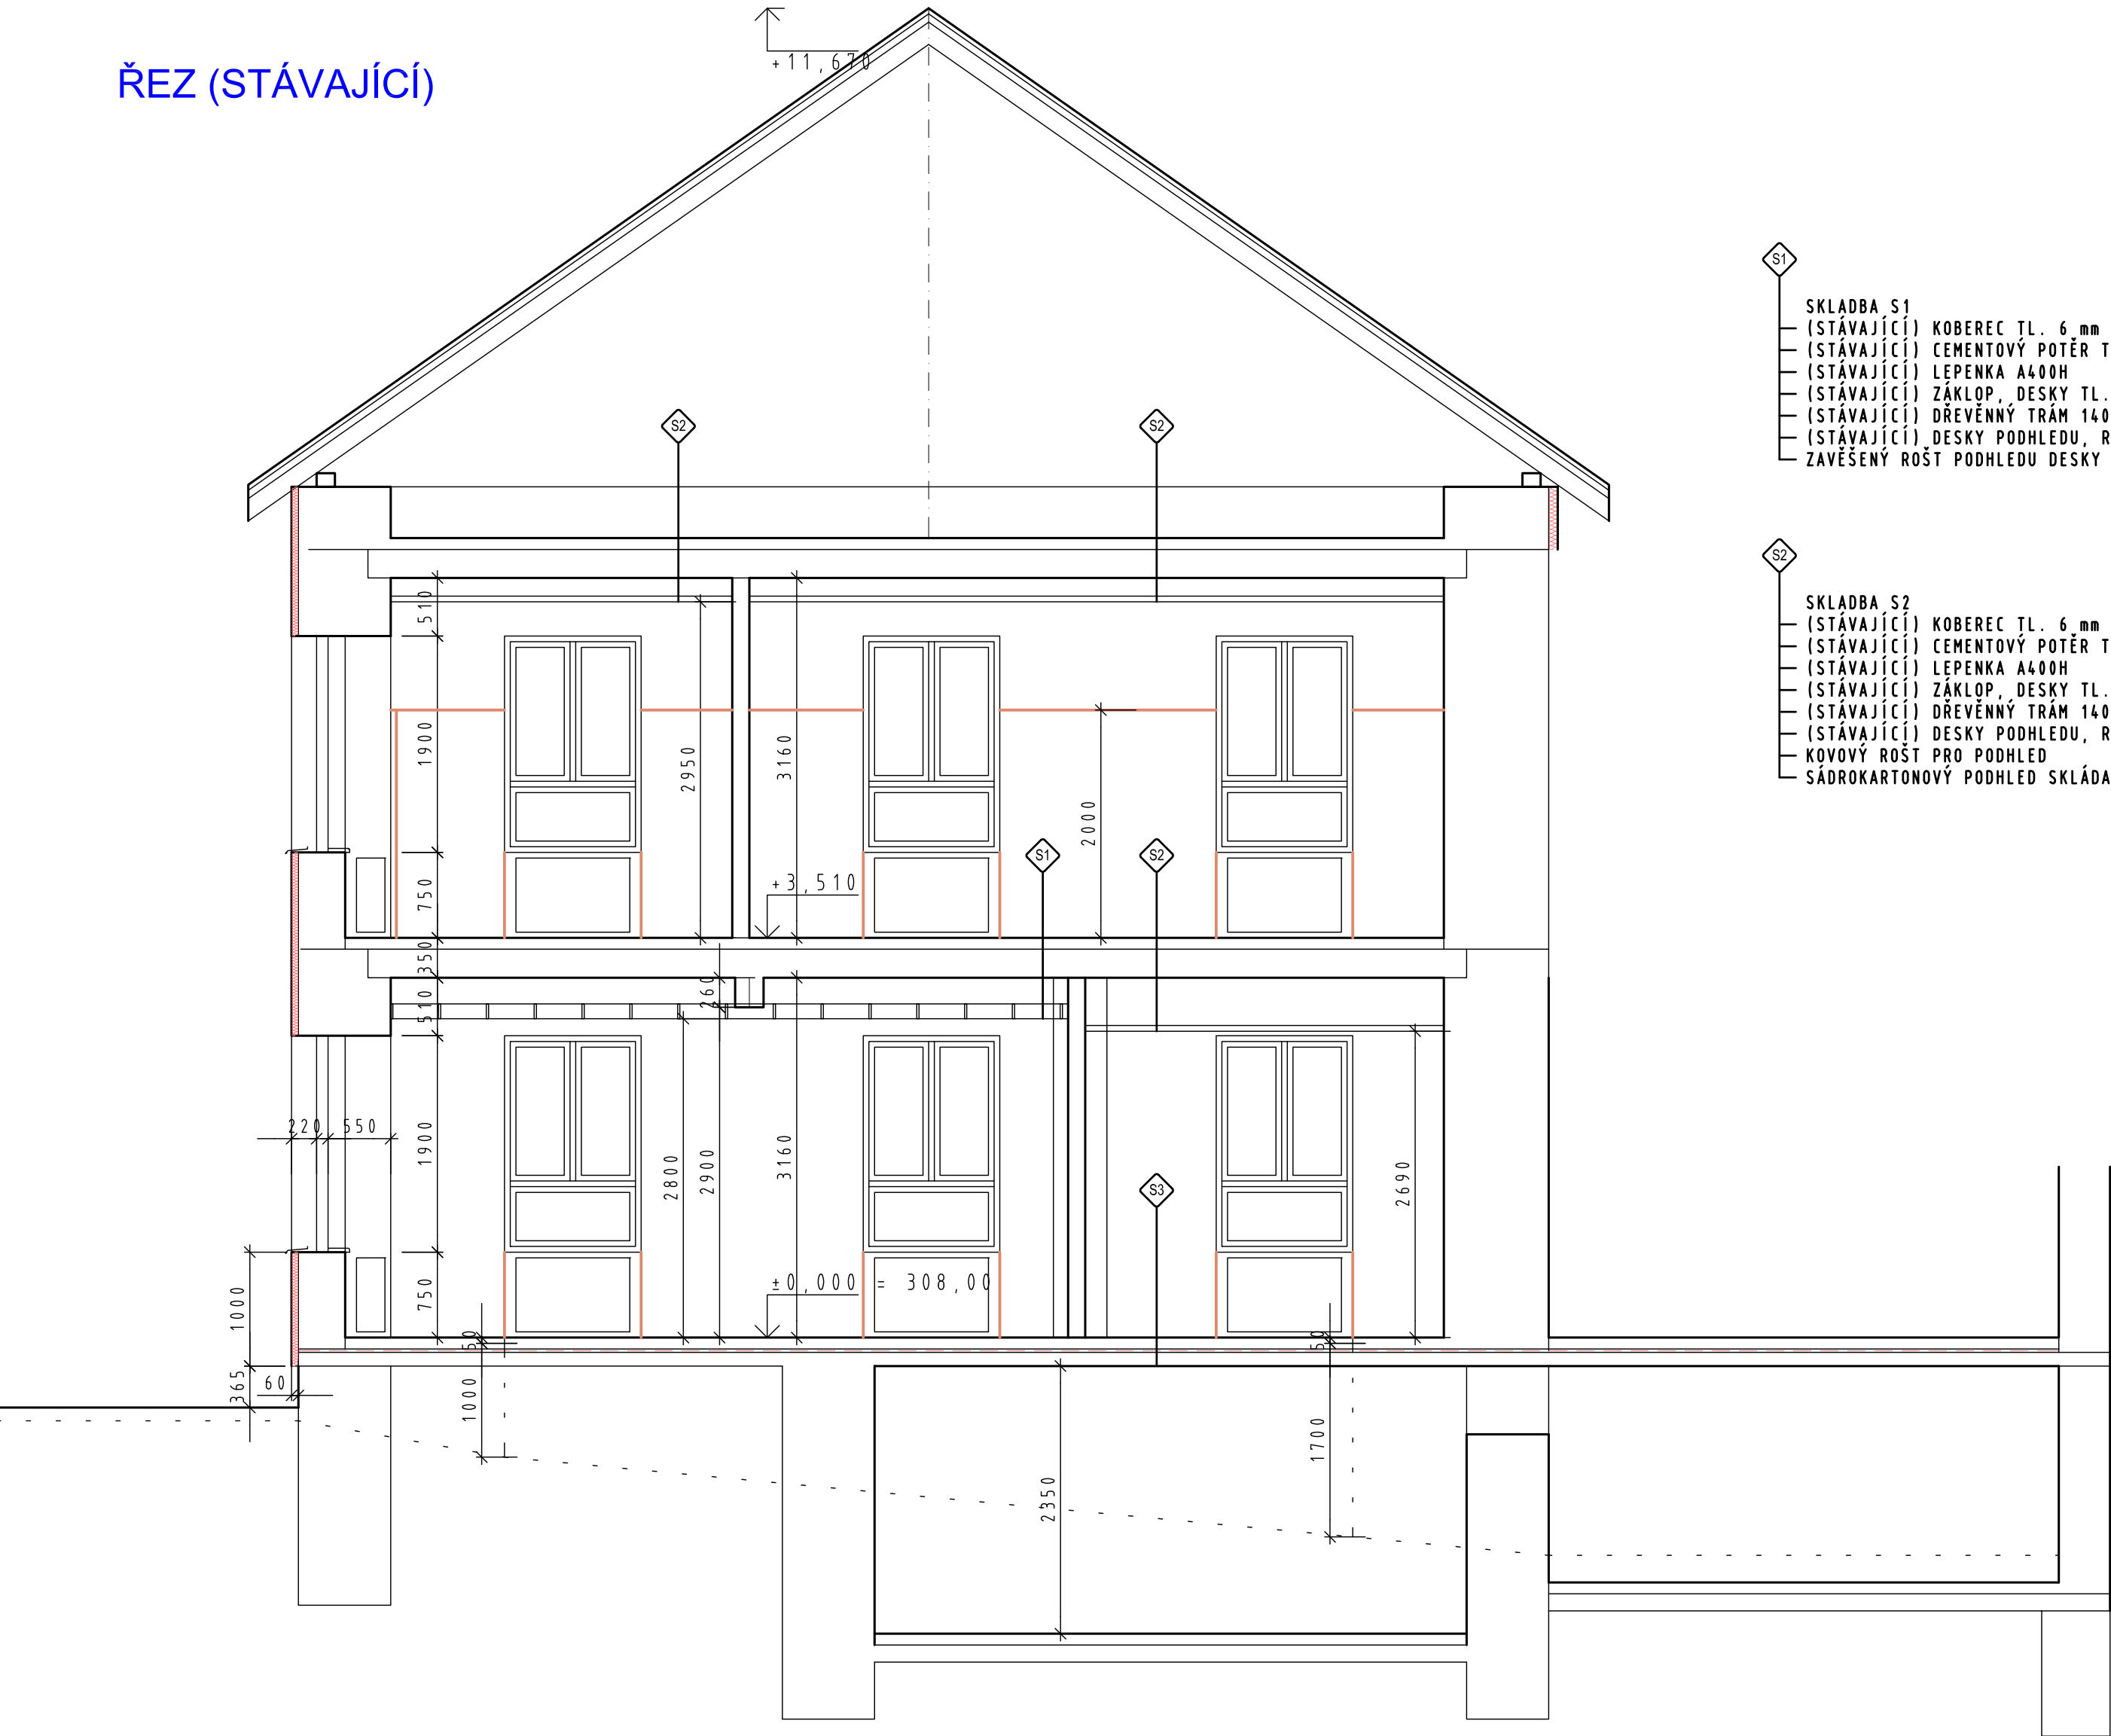 ŘEZ (STÁVAJÍCÍ)
+11,670
S1
SKLADBA S1
(STÁVAJÍCÍ) KOBEREC TL. 6 mm
(STÁVAJÍCÍ) CEMENTOVÝ POTĚR T
(STÁVAJÍCÍ) LEPENKA A400H
(STÁVAJÍCÍ) ZÁKLOP, DESKY TL.
(STÁVAJÍCÍ) DŘEVĚNNÝ TRÁM 140
(STÁVAJÍCÍ) DESKY PODHLEDU, R
ZAVĚŠENÝ ROŠT PODHLEDU DESKY
S2
S2
S2
SKLADBA S2
(STÁVAJÍCÍ) KOBEREC TL. 6 mm
(STÁVAJÍCÍ) CEMENTOVÝ POTĚR T
(STÁVAJÍCÍ) LEPENKA A400H
(STÁVAJÍCÍ) ZÁKLOP, DESKY TL.
(STÁVAJÍCÍ) DŘEVĚNNÝ TRÁM 140
(STÁVAJÍCÍ) DESKY PODHLEDU, R
KOVOVÝ ROŠT PRO PODHLED
SÁDROKARTONOVÝ PODHLED SKLÁDA
510
1900
2950
3160
2000
S1
S2
750
+3,510
350
510
260
220
550
1900
2800
2900
3160
S3
2690
1000
750
±0,000 = 308,00
50
50
365
60
1000
1700
2350